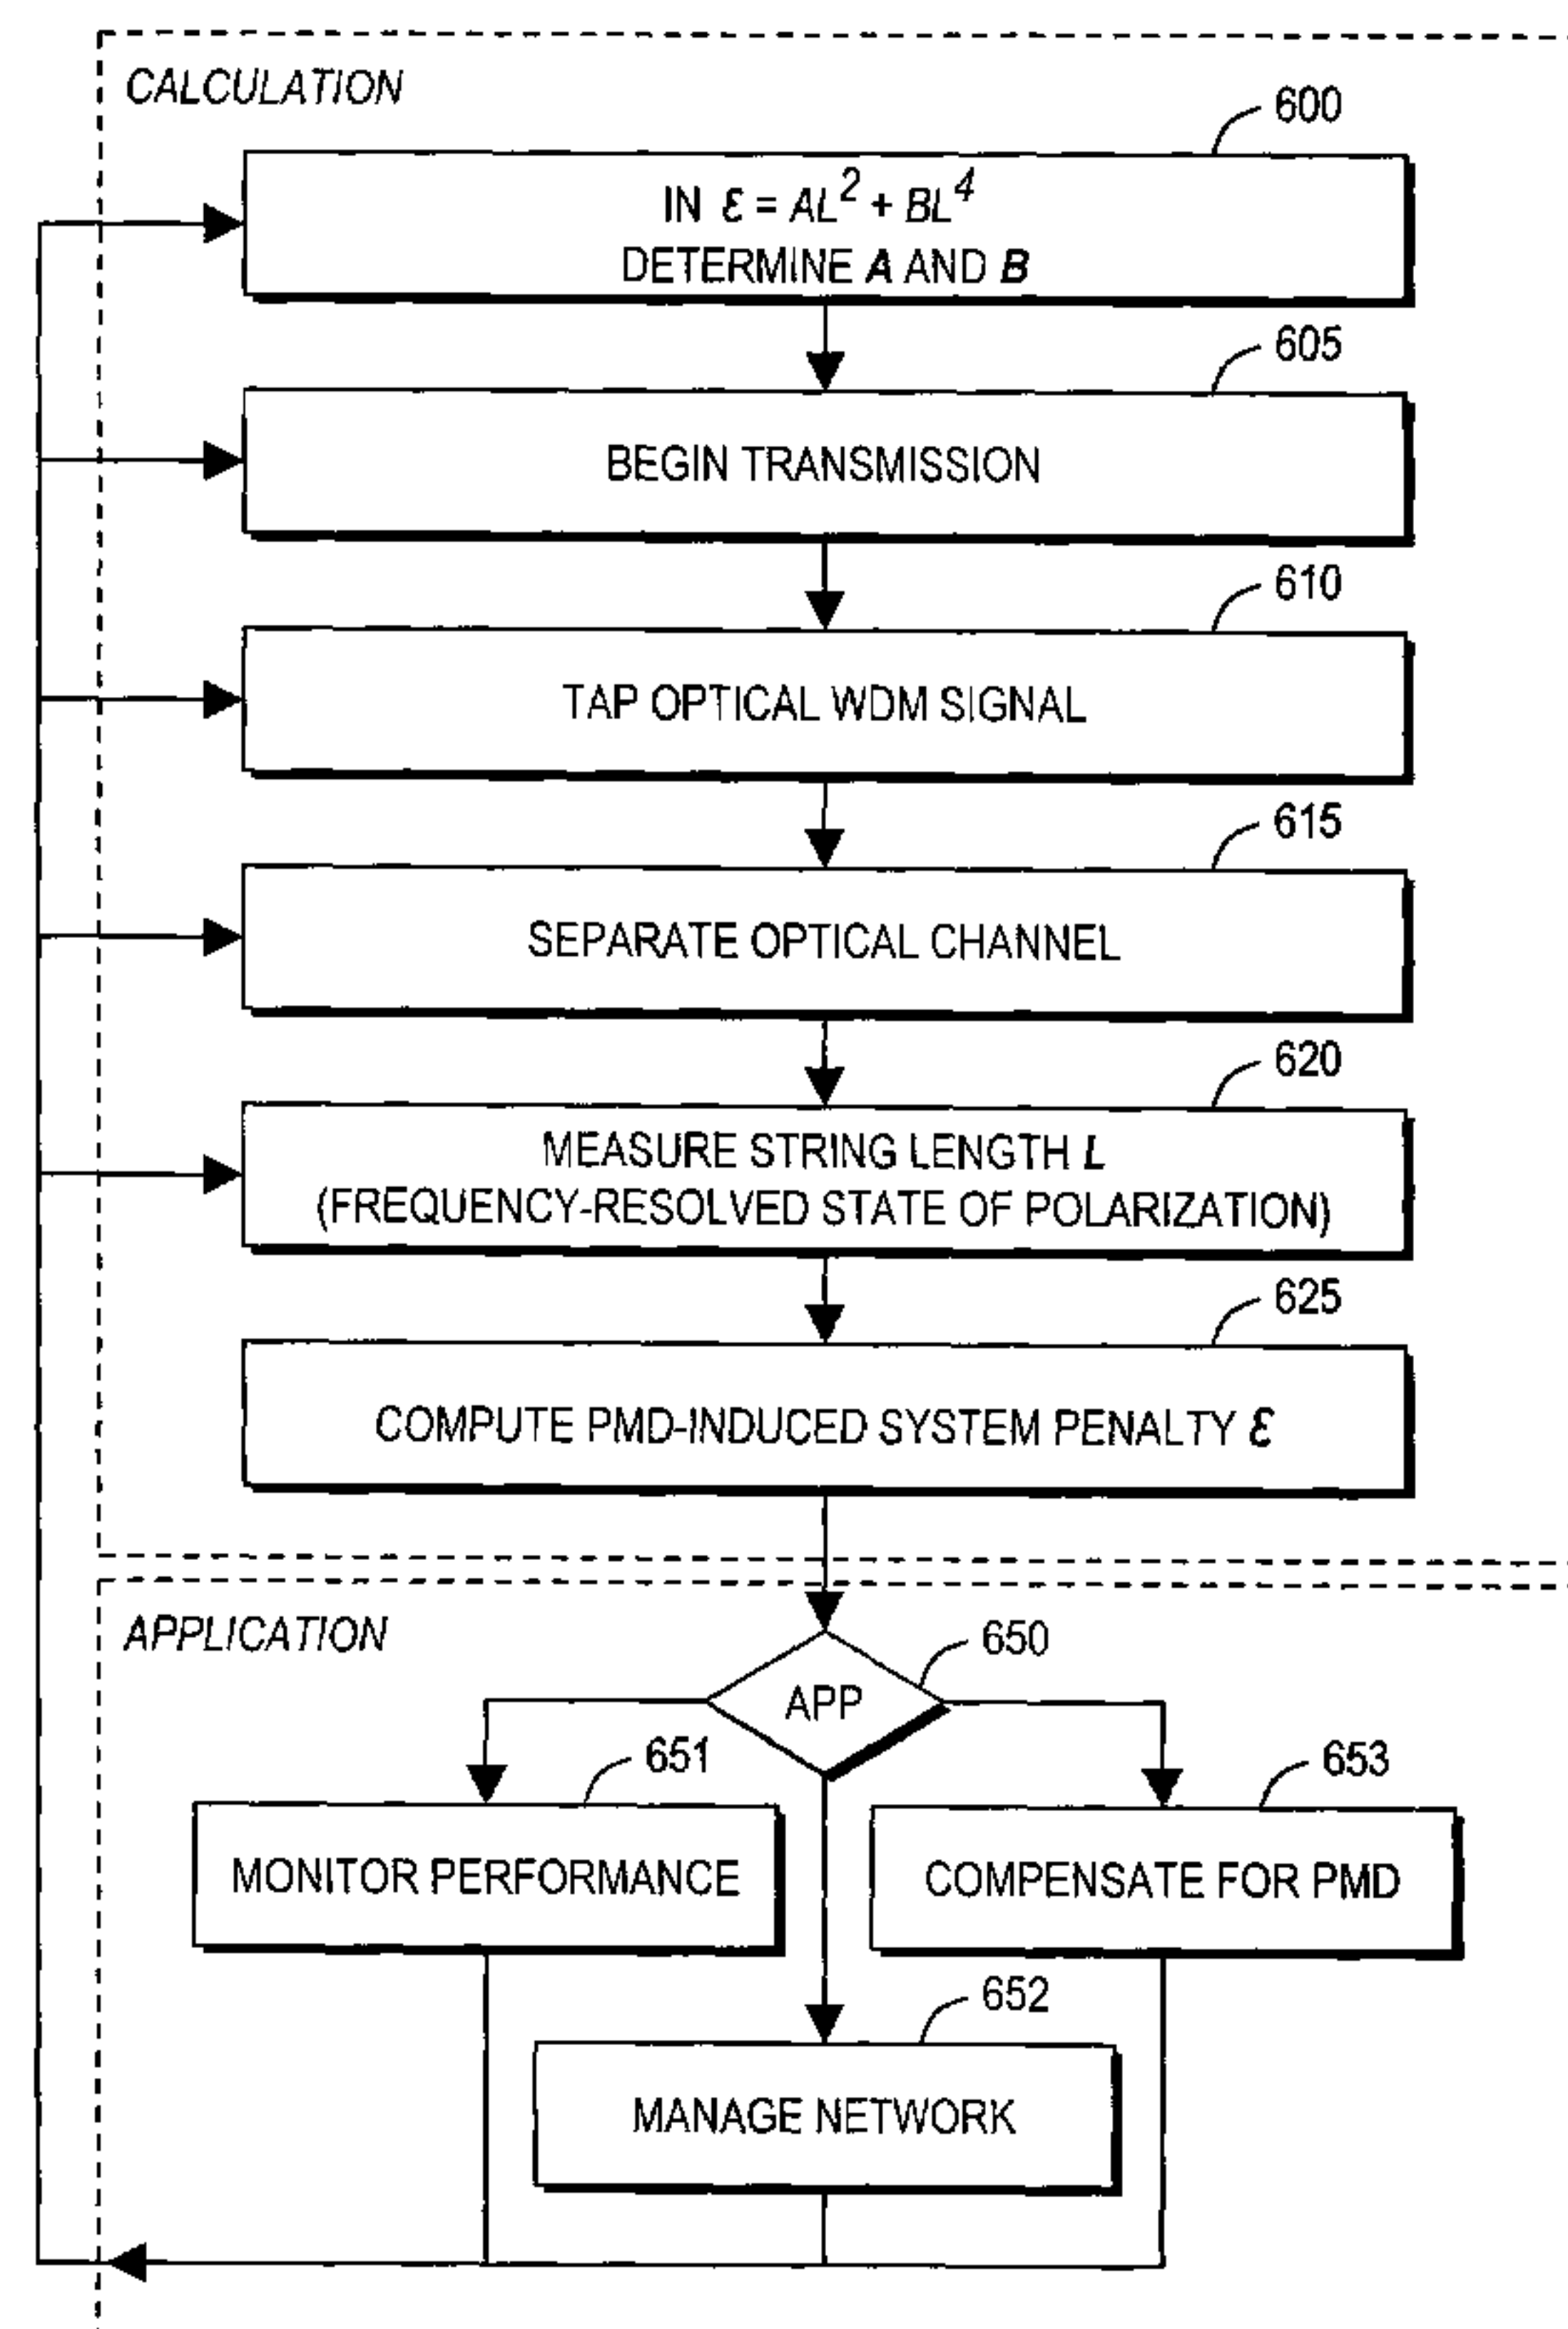 CALCULATION
600
IN ε = AL² + BL⁴
DETERMINE A AND B
605
BEGIN TRANSMISSION
610
TAP OPTICAL WDM SIGNAL
615
SEPARATE OPTICAL CHANNEL
620
MEASURE STRING LENGTH L
(FREQUENCY-RESOLVED STATE OF POLARIZATION)
625
COMPUTE PMD-INDUCED SYSTEM PENALTY ε
APPLICATION
650
APP
651
MONITOR PERFORMANCE
653
COMPENSATE FOR PMD
652
MANAGE NETWORK